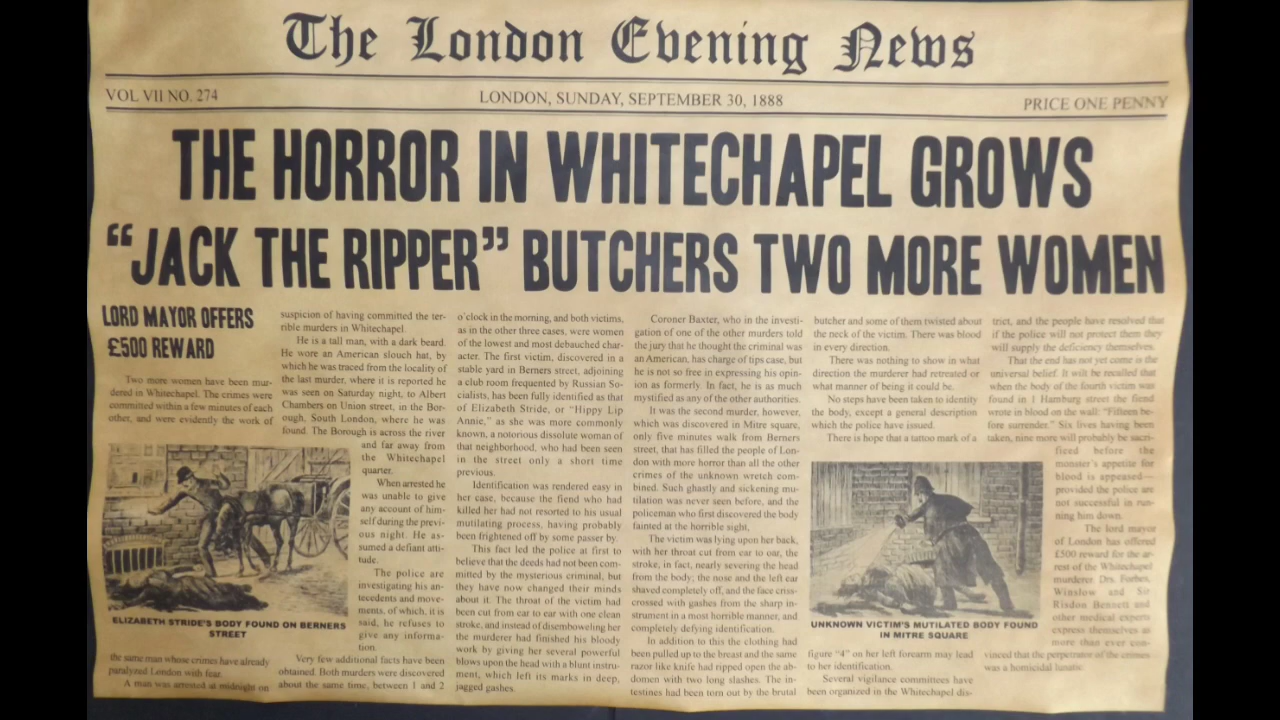 The London Evening News
VOL VII NO. 274
LONDON, SUNDAY, SEPTEMBER 30, 1888
PRICE ONE PENNY
THE HORROR IN WHITECHAPEL GROWS
“JACK THE RIPPER” BUTCHERS TWO MORE WOMEN
LORD MAYOR OFFERS
£500 REWARD
Two more women have been mur-
dered in Whitechapel. The crimes were
committed within a few minutes of each
other, and were evidently the work of
ELIZABETH STRIDE'S BODY FOUND ON BERNERS
STREET
the same man whose crimes have already
paralyzed London with fear.
A man was arrested at midnight on
suspicion of having committed the ter-
rible murders in Whitechapel.
He is a tall man, with a dark beard.
He wore an American slouch hat, by
which he was traced from the locality of
the last murder, where it is reported he
was seen on Saturday night, to Albert
Chambers on Union street, in the Bor-
ough, South London, where he was
found. The Borough is across the river
and far away from
the Whitechapel
quarter.
When arrested he
was unable to give
any account of him-
self during the previ-
ous night. He as-
sumed a defiant atti-
tude.
The police are
investigating his an-
tecedents and move-
ments, of which, it is
said, he refuses to
give any informa-
tion.
Very few additional facts have been
obtained. Both murders were discovered
about the same time, between 1 and 2
o'clock in the morning, and both victims,
as in the other three cases, were women
of the lowest and most debauched char-
acter. The first victim, discovered in a
stable yard in Berners street, adjoining
a club room frequented by Russian So-
cialists, has been fully identified as that
of Elizabeth Stride, or “Hippy Lip
Annie,” as she was more commonly
known, a notorious dissolute woman of
that neighborhood, who had been seen
in the street only a short time
previous.
Identification was rendered easy in
her case, because the fiend who had
killed her had not resorted to his usual
mutilating process, having probably
been frightened off by some passer by.
This fact led the police at first to
believe that the deeds had not been com-
mitted by the mysterious criminal, but
they have now changed their minds
about it. The throat of the victim had
been cut from ear to ear with one clean
stroke, and instead of disemboweling her
the murderer had finished his bloody
work by giving her several powerful
blows upon the head with a blunt instru-
ment, which left its marks in deep,
jagged gashes.
Coroner Baxter, who in the investi-
gation of one of the other murders told
the jury that he thought the criminal was
an American, has charge of tips case, but
he is not so free in expressing his opin-
ion as formerly. In fact, he is as much
mystified as any of the other authorities.
It was the second murder, however,
which was discovered in Mitre square,
only five minutes walk from Berners
street, that has filled the people of Lon-
don with more horror than all the other
crimes of the unknown wretch com-
bined. Such ghastly and sickening mu-
tilation was never seen before, and the
policeman who first discovered the body
fainted at the horrible sight,
The victim was lying upon her back,
with her throat cut from ear to oar, the
stroke, in fact, nearly severing the head
from the body; the nose and the left ear
shaved completely off, and the face criss-
crossed with gashes from the sharp in-
strument in a most horrible manner, and
completely defying identification.
In addition to this the clothing had
been pulled up to the breast and the same
razor like knife had ripped open the ab-
domen with two long slashes. The in-
testines had been torn out by the brutal
butcher and some of them twisted about
the neck of the victim. There was blood
in every direction.
There was nothing to show in what
direction the murderer had retreated or
what manner of being it could be.
No steps have been taken to identify
the body, except a general description
which the police have issued.
There is hope that a tattoo mark of a
UNKNOWN VICTIM'S MUTILATED BODY FOUND
IN MITRE SQUARE
figure “4” on her left forearm may lead
to her identification.
Several vigilance committees have
been organized in the Whitechapel dis-
trict, and the people have resolved that
if the police will not protect them they
will supply the deficiency themselves.
That the end has not yet come is the
universal belief. It will be recalled that
when the body of the fourth victim was
found in 1 Hamburg street the fiend
wrote in blood on the wall: “Fifteen be-
fore surrender.” Six lives having been
taken, nine more will probably be sacri-
ficed before the
monster's appetite for
blood is appeased—
provided the police are
not successful in run-
ning him down.
The lord mayor
of London has offered
£500 reward for the ar-
rest of the Whitechapel
murderer. Drs. Forbes,
Winslow and Sir
Risdon Bennett and
other medical experts
express themselves as
more than ever con-
vinced that the perpetrator of the crimes
was a homicidal lunatic.